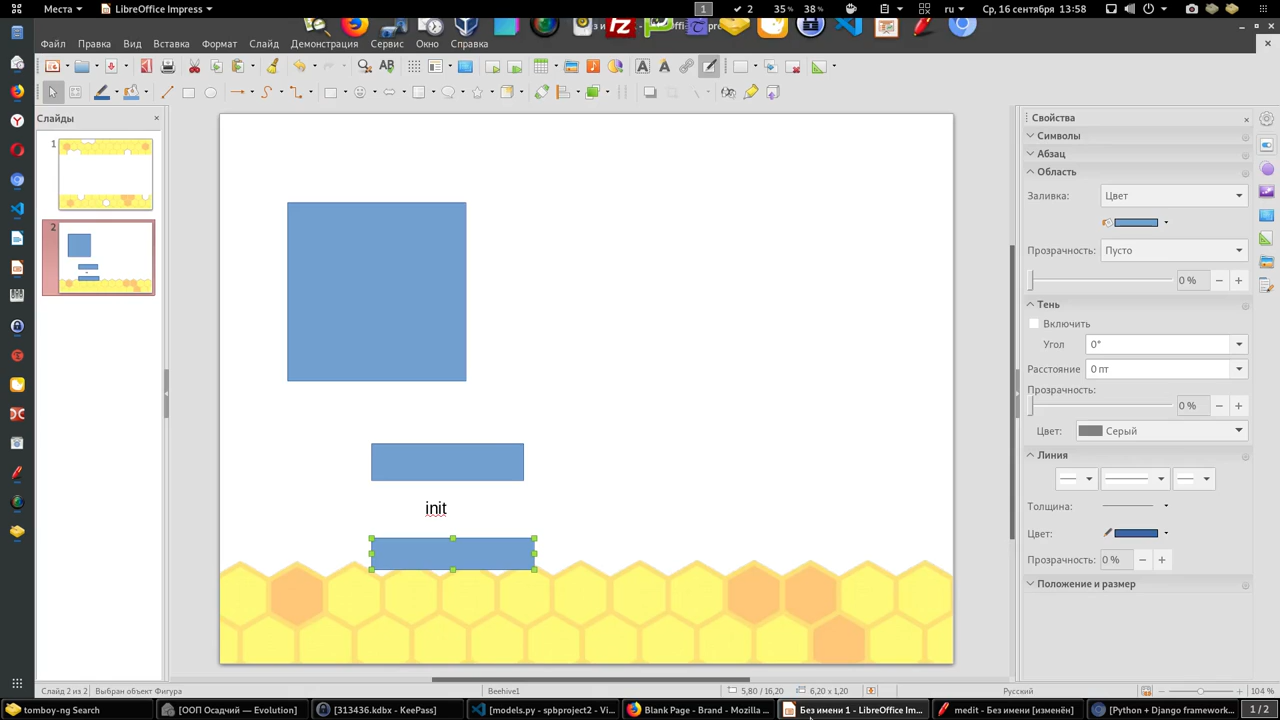 Места
LibreOffice Impress
1
2
35 %
38 %
ru
Ср, 16 сентября
13:58
Файл Правка Вид Вставка Формат Слайд Демонстрация Сервис Окно Справка
Слайды
1
2
init
Свойства
Символы
Абзац
Область
Заливка: Цвет
Прозрачность: Пусто
0 %
Тень
Включить
Угол 0°
Расстояние 0 пт
Прозрачность:
0 %
Цвет: Серый
Линия
Толщина:
Цвет:
Прозрачность: 0 %
Положение и размер
Слайд 2 из 2 Выбран объект Фигура Beehive1 5,80 / 16,20 6,20 x 1,20 Русский 104 %
tomboy-ng Search
[ООП Осадчий — Evolution]
[313436.kdbx - KeePass]
[models.py - spbproject2 - Vi...
Blank Page - Brand - Mozilla ...
Без имени 1 - LibreOffice Im...
medit - Без имени [изменён]
[Python + Django framework...
1 / 2